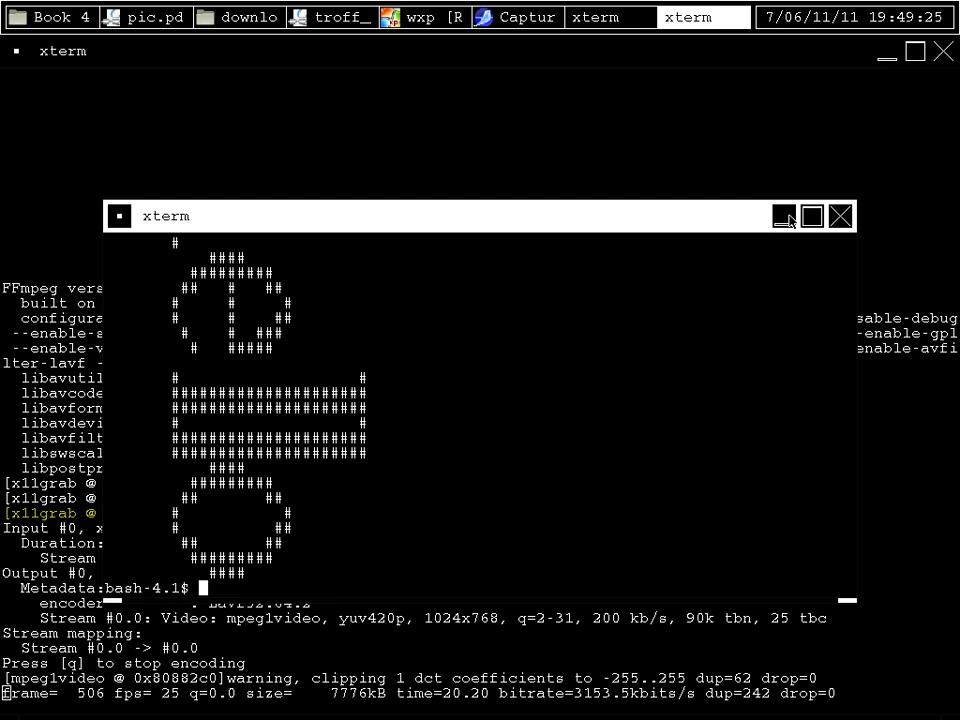 Book 4 pic.pd downlo troff_ wxp [R Captur xterm xterm 7/06/11/11 19:49:25
xterm
xterm
#
####
#########
## # ##
# # #
# # ##
# # ###
# #####
# #
#####################
#####################
# #
#####################
#####################
####
#########
## ##
# #
# ##
## ##
#########
####
bash-4.1$
FFmpeg vers
built on
configura
sable-debug
--enable-s
-enable-gpl
--enable-v
enable-avfi
lter-lavf -
libavutil
libavcode
libavform
libavdevi
libavfilt
libswscal
libpostpr
[x11grab @
[x11grab @
[x11grab @
Input #0, x
Duration:
Stream
Output #0,
Metadata:
encoder
Stream #0.0: Video: mpeg1video, yuv420p, 1024x768, q=2-31, 200 kb/s, 90k tbn, 25 tbc
Stream mapping:
Stream #0.0 -> #0.0
Press [q] to stop encoding
[mpeg1video @ 0x80882c0]warning, clipping 1 dct coefficients to -255..255 dup=62 drop=0
frame= 506 fps= 25 q=0.0 size= 7776kB time=20.20 bitrate=3153.5kbits/s dup=242 drop=0